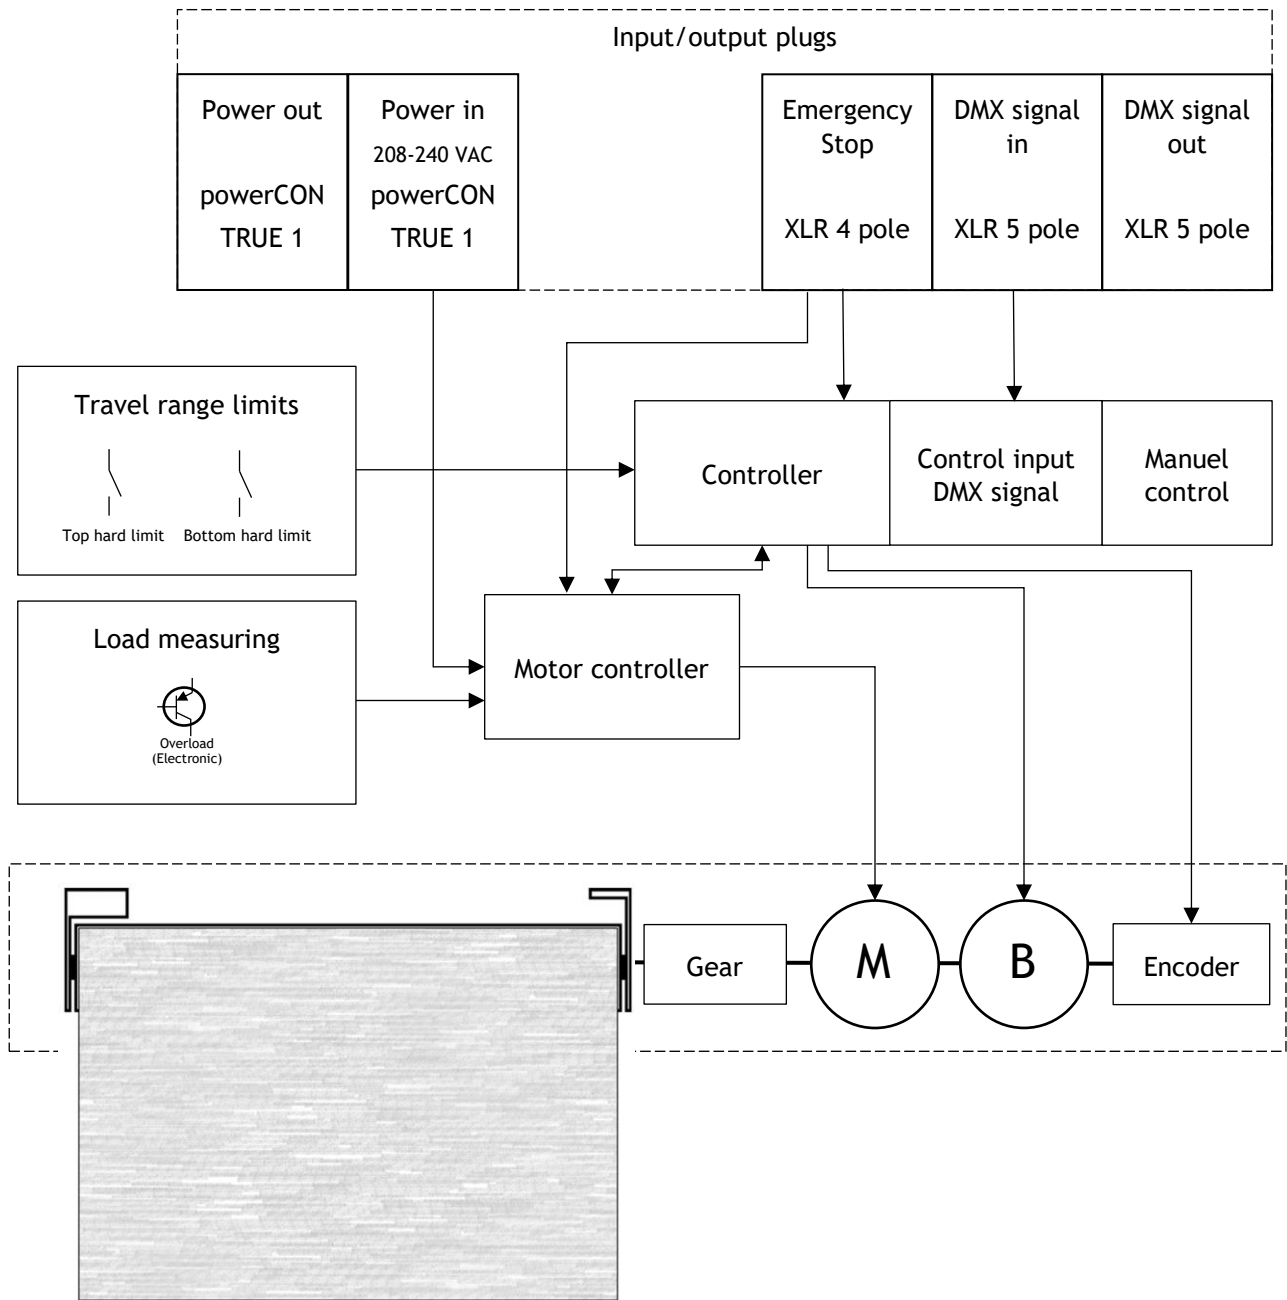 Input/output plugs
Power out
powerCON
TRUE 1
Power in
208-240 VAC
powerCON
TRUE 1
Emergency
Stop
XLR 4 pole
DMX signal
in
XLR 5 pole
DMX signal
out
XLR 5 pole
Travel range limits
Top hard limit
Bottom hard limit
Controller
Control input
DMX signal
Manuel
control
Load measuring
Overload
(Electronic)
Motor controller
Gear
M
B
Encoder